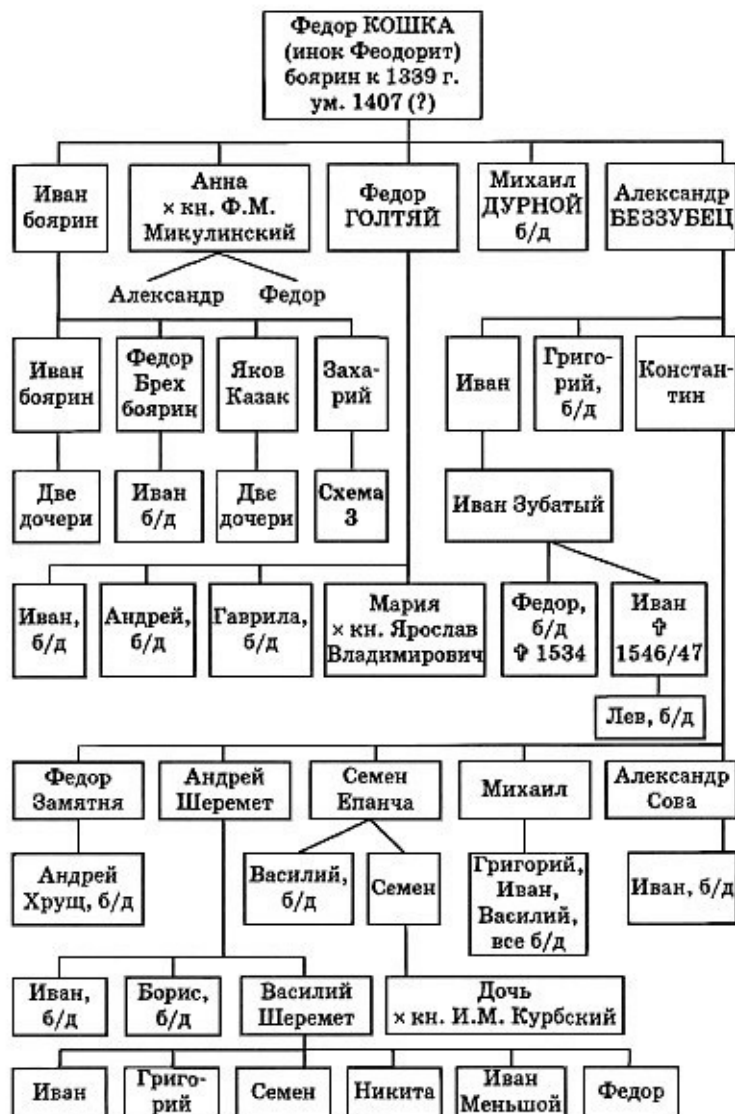 Федор КОШКА
(инок Феодорит)
боярин к 1339 г.
ум. 1407 (?)
Иван
боярин
Анна
× кн. Ф.М.
Микулинский
Федор
ГОЛТЯЙ
Михаил
ДУРНОЙ
б/д
Александр
БЕЗЗУБЕЦ
Александр
Федор
Иван
боярин
Федор
Брех
боярин
Яков
Казак
Заха-
рий
Иван
Григо-
рий,
б/д
Констан-
тин
Две
дочери
Иван
б/д
Две
дочери
Схема
3
Иван Зубатый
Иван,
б/д
Андрей,
б/д
Гаврила,
б/д
Мария
× кн. Ярослав
Владимирович
Федор,
б/д
✞ 1534
Иван
✞
1546/47
Лев, б/д
Федор
Замятня
Андрей
Шеремет
Семен
Епанча
Михаил
Александр
Сова
Андрей
Хрущ, б/д
Василий,
б/д
Семен
Григорий,
Иван,
Василий,
все б/д
Иван, б/д
Иван,
б/д
Борис,
б/д
Василий
Шеремет
Дочь
× кн. И.М. Курбский
Иван
Григо-
рий
Семен
Никита
Иван
Меньшой
Федор